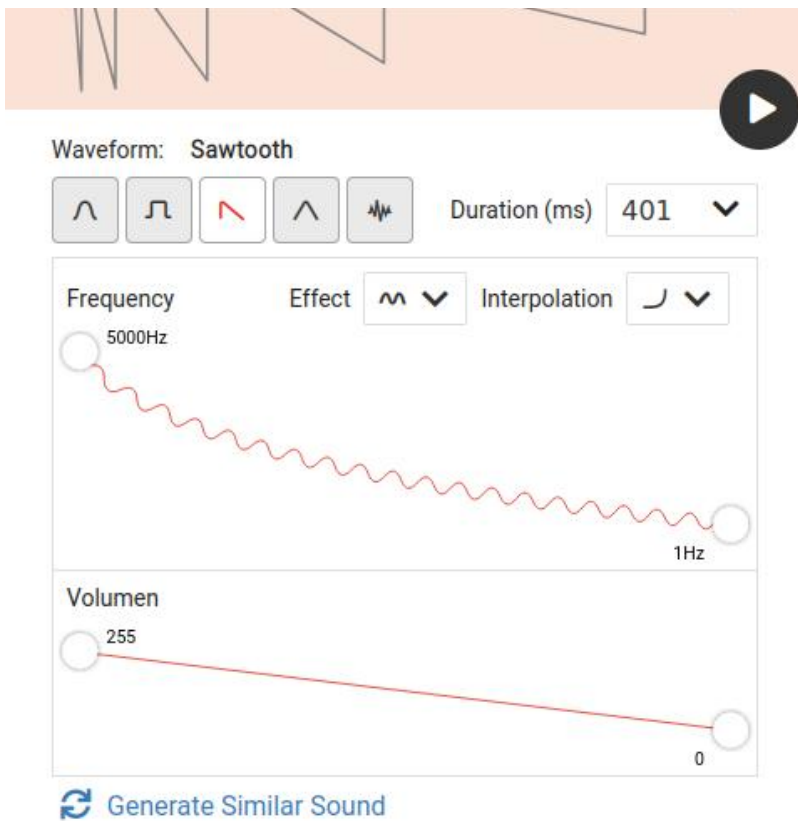 Waveform: Sawtooth
Duration (ms) 401
Frequency Effect Interpolation
5000Hz
1Hz
Volumen
255
0
Generate Similar Sound